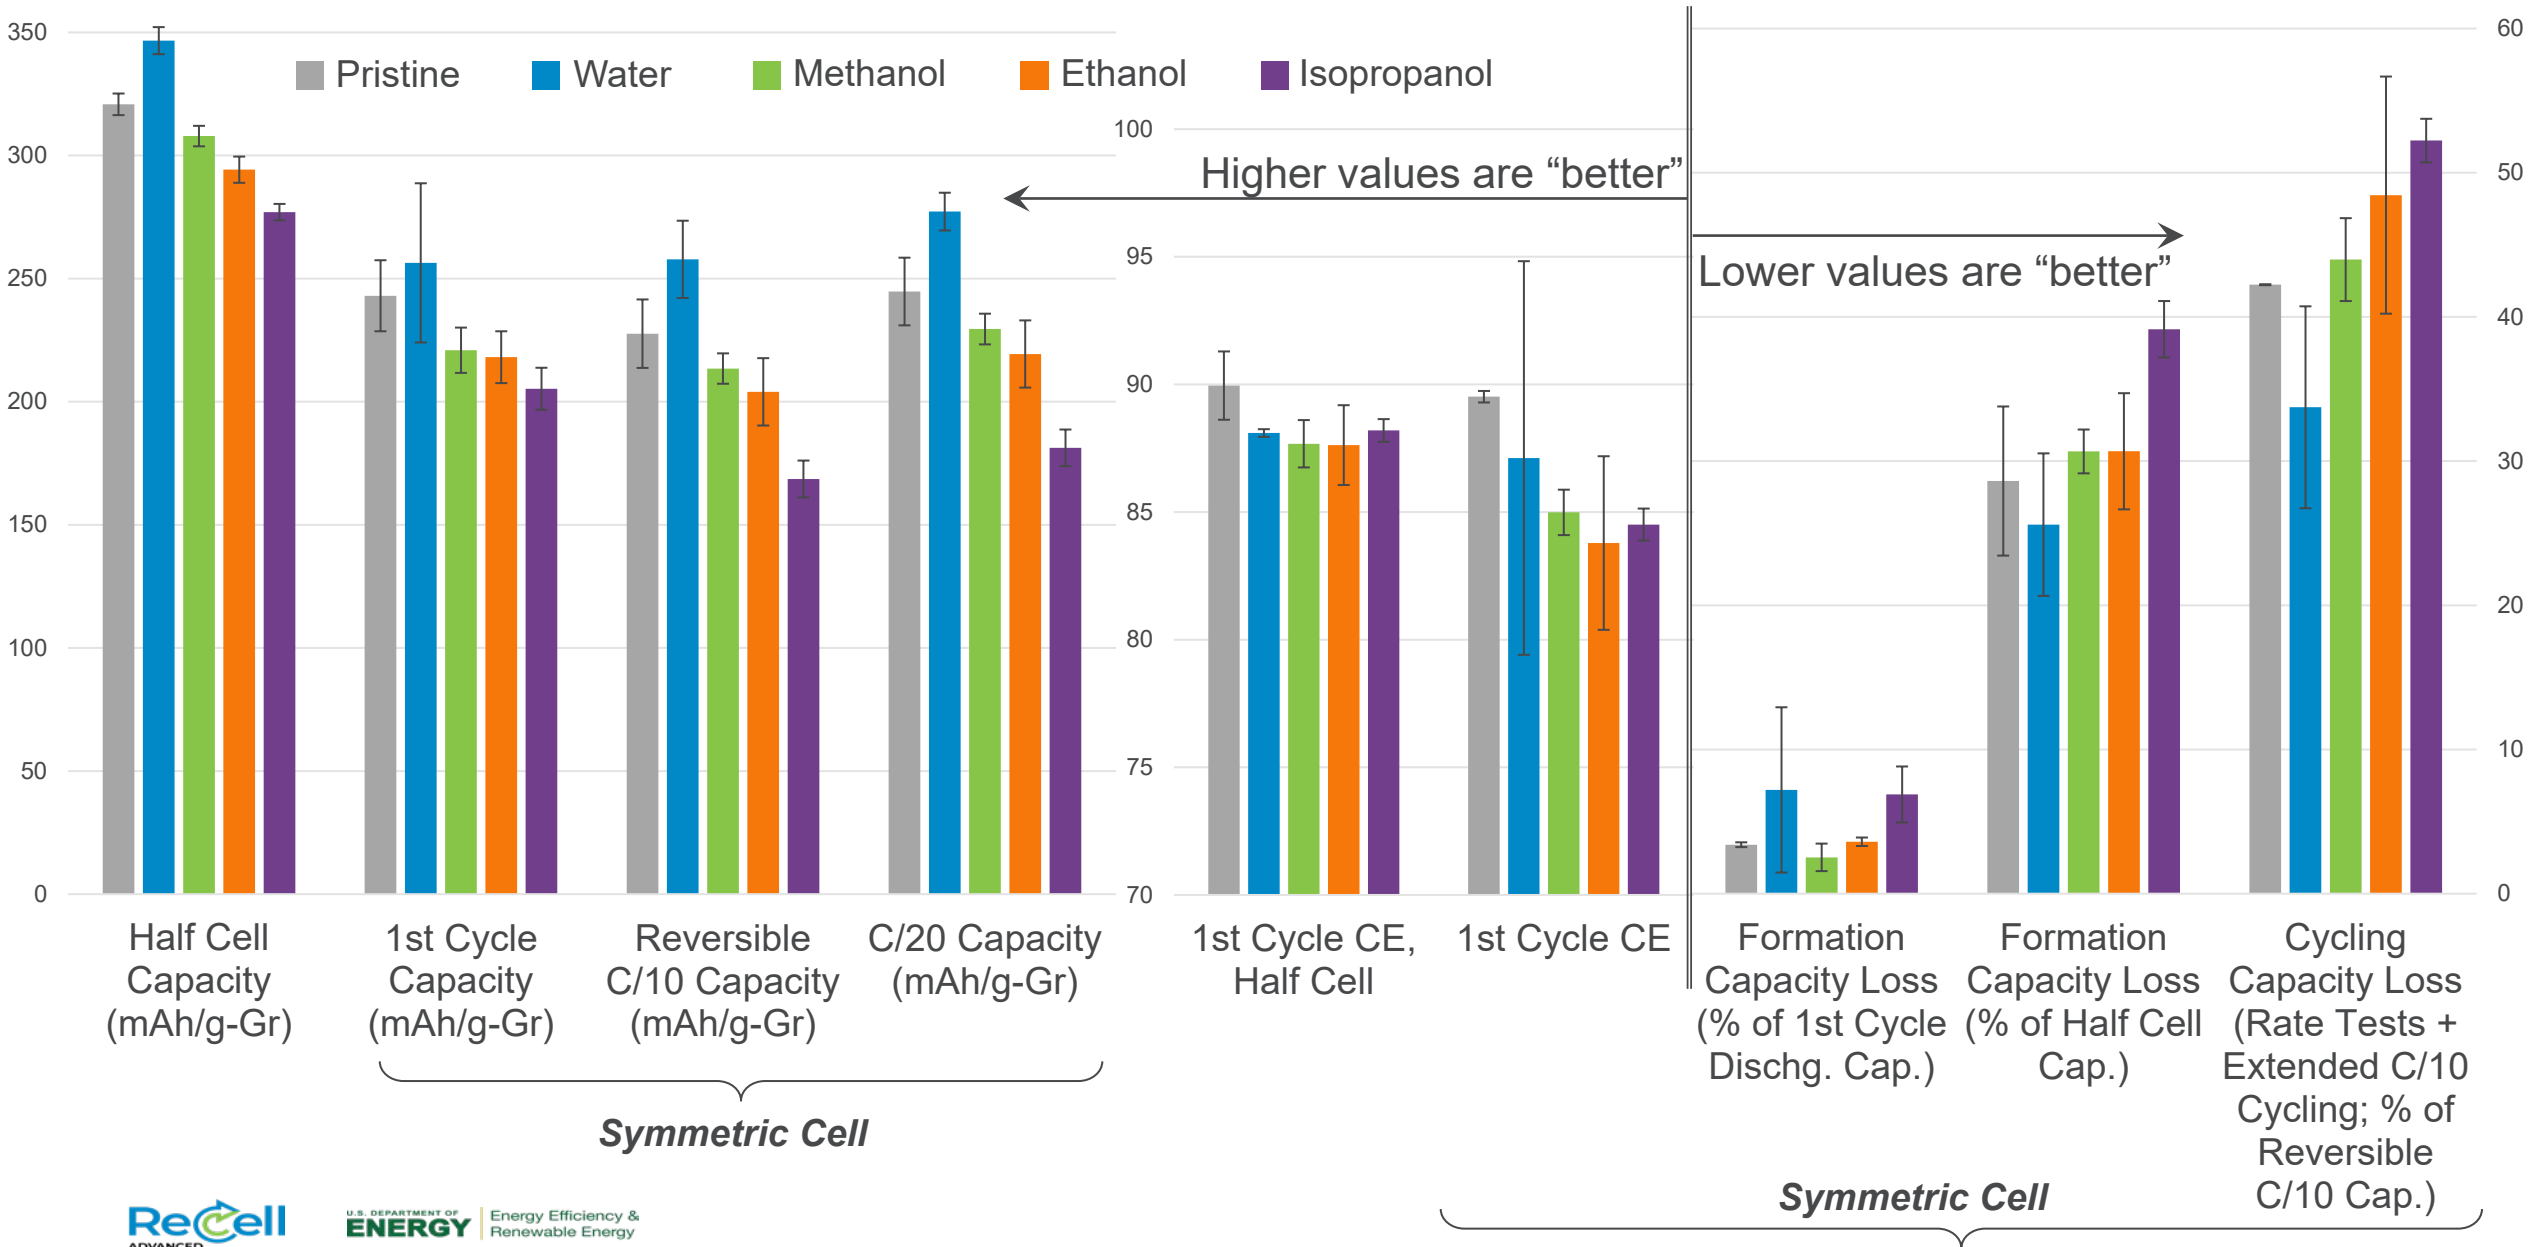 350
300
250
200
150
100
50
0
Pristine
Water
Methanol
Ethanol
Isopropanol
100
95
90
85
80
75
70
Higher values are “better”
Lower values are “better”
60
50
40
30
20
10
0
Half Cell
Capacity
(mAh/g-Gr)
1st Cycle
Capacity
(mAh/g-Gr)
Reversible
C/10 Capacity
(mAh/g-Gr)
C/20 Capacity
(mAh/g-Gr)
1st Cycle CE,
Half Cell
1st Cycle CE
Formation
Capacity Loss
(% of 1st Cycle
Dischg. Cap.)
Formation
Capacity Loss
(% of Half Cell
Cap.)
Cycling
Capacity Loss
(Rate Tests +
Extended C/10
Cycling; % of
Reversible
C/10 Cap.)
Symmetric Cell
Symmetric Cell
ReCell
ADVANCED
U.S. DEPARTMENT OF
ENERGY
Energy Efficiency &
Renewable Energy